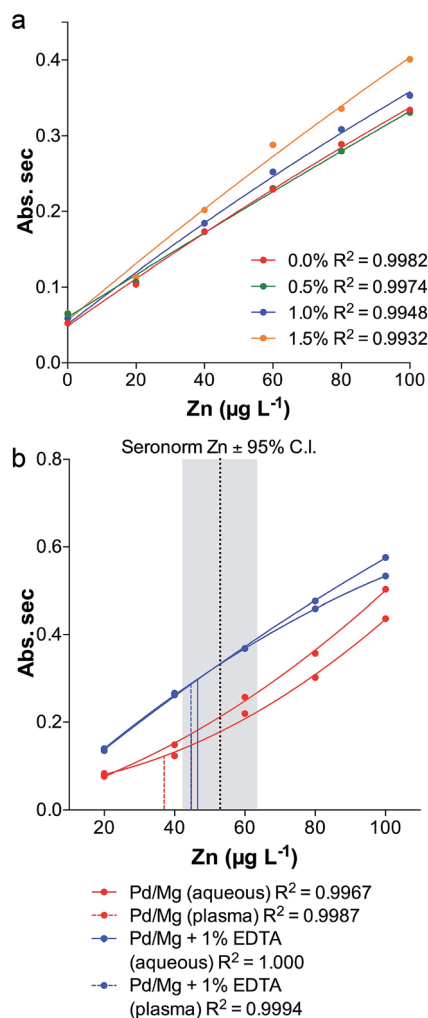 a
0.4
0.3
Abs. sec
0.2
0.1
0.0
0.0% R² = 0.9982
0.5% R² = 0.9974
1.0% R² = 0.9948
1.5% R² = 0.9932
0 20 40 60 80 100
Zn (µg L⁻¹)
b
Seronorm Zn ± 95% C.I.
0.8
0.6
Abs. sec
0.4
0.2
0.0
20 40 60 80 100
Zn (µg L⁻¹)
Pd/Mg (aqueous) R² = 0.9967
Pd/Mg (plasma) R² = 0.9987
Pd/Mg + 1% EDTA
(aqueous) R² = 1.000
Pd/Mg + 1% EDTA
(plasma) R² = 0.9994